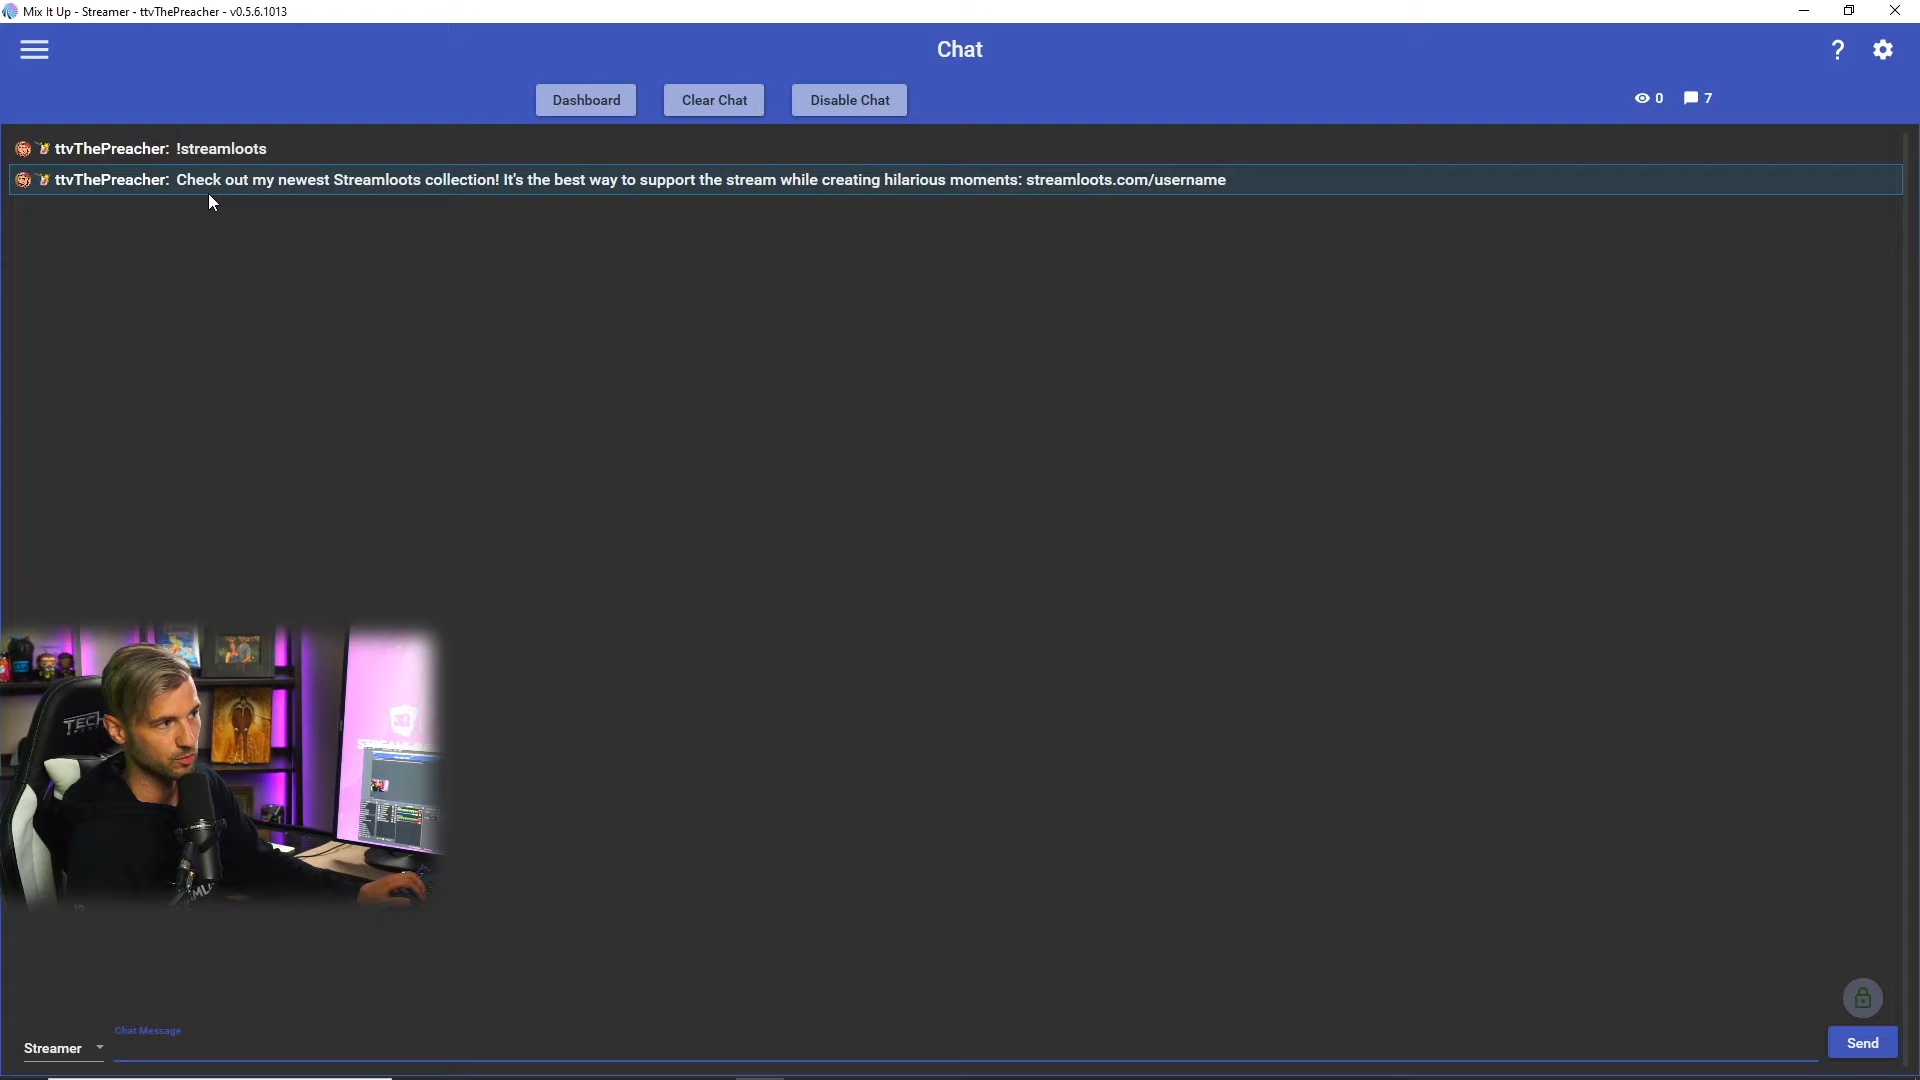 Mix It Up - Streamer - ttvThePreacher - v0.5.6.1013
Chat
?
Dashboard
Clear Chat
Disable Chat
0
7
ttvThePreacher: !streamloots
ttvThePreacher: Check out my newest Streamloots collection! It's the best way to support the stream while creating hilarious moments: streamloots.com/username
TECH
Chat Message
Streamer
Send